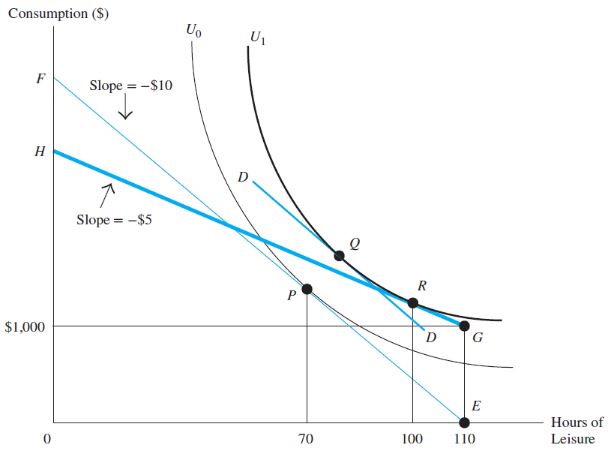 Consumption ($)
U0
U1
F
Slope = −$10
H
D
Slope = −$5
Q
P
R
$1,000
D
G
E
0
70
100
110
Hours of
Leisure